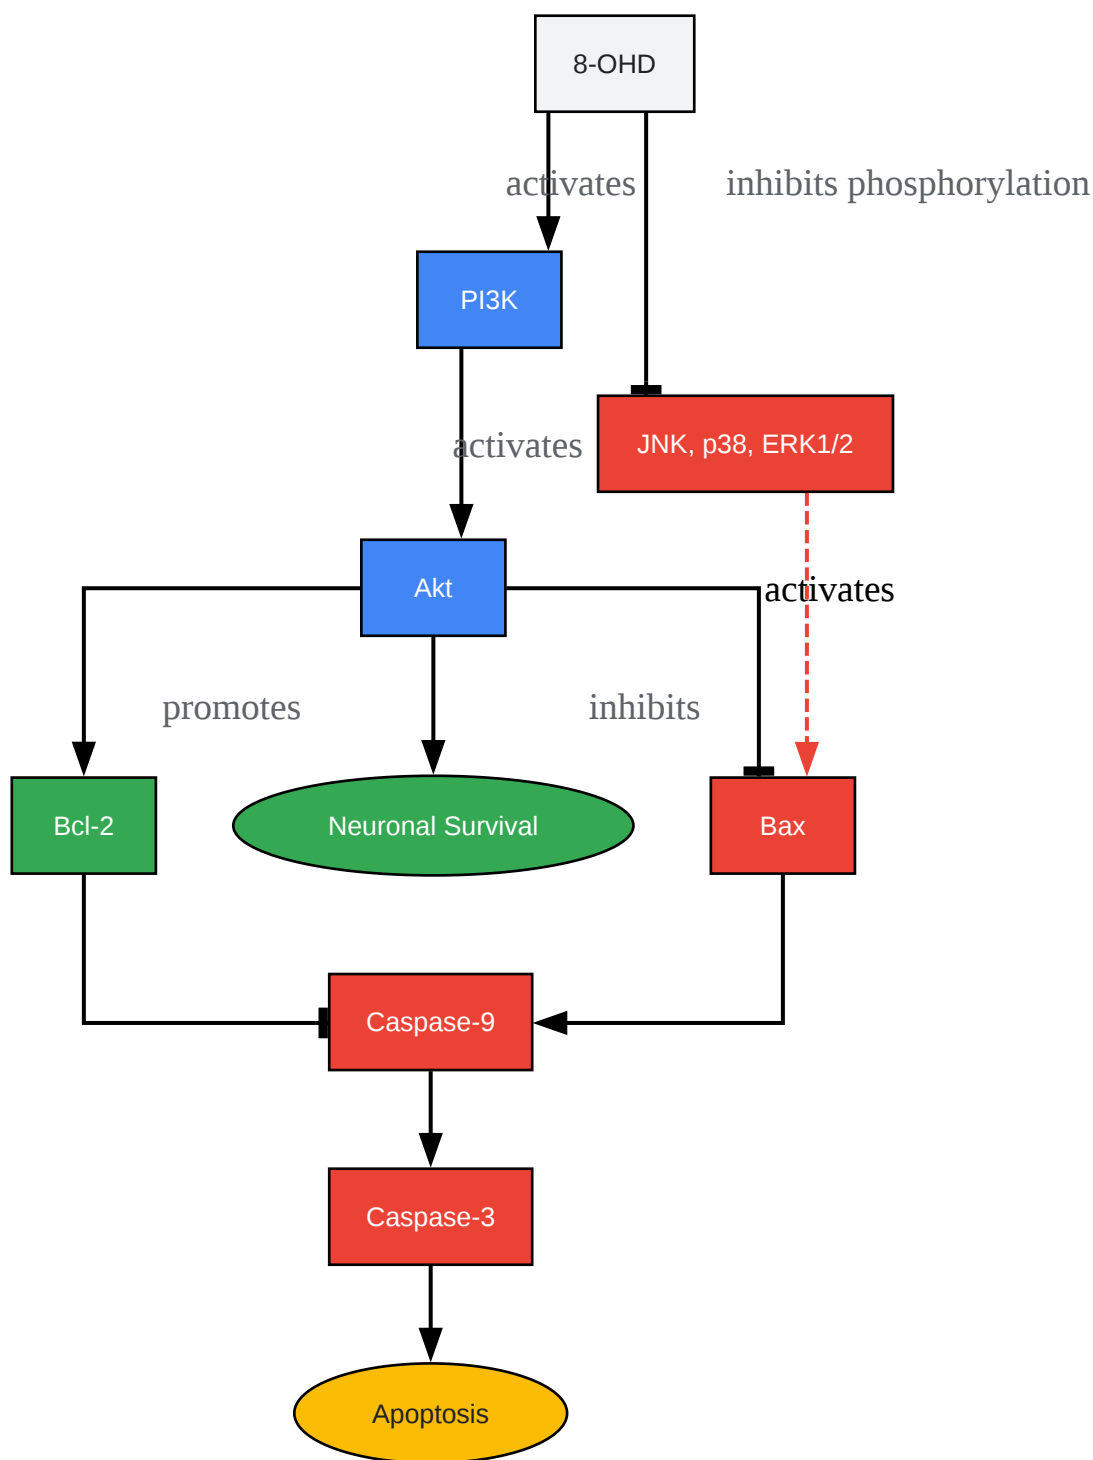 8-OHD
activates
inhibits phosphorylation
PI3K
JNK, p38, ERK1/2
activates
Akt
activates
promotes
inhibits
Bcl-2
Neuronal Survival
Bax
Caspase-9
Caspase-3
Apoptosis